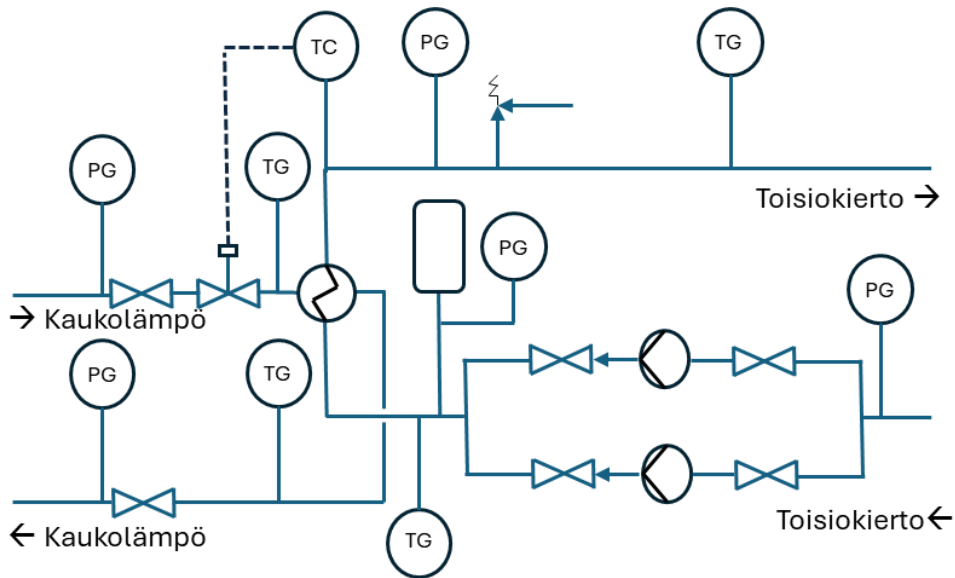 TC
PG
TG
PG
TG
Toisiokierto →
PG
PG
→ Kaukolämpö
PG
TG
← Kaukolämpö
TG
Toisiokierto ←